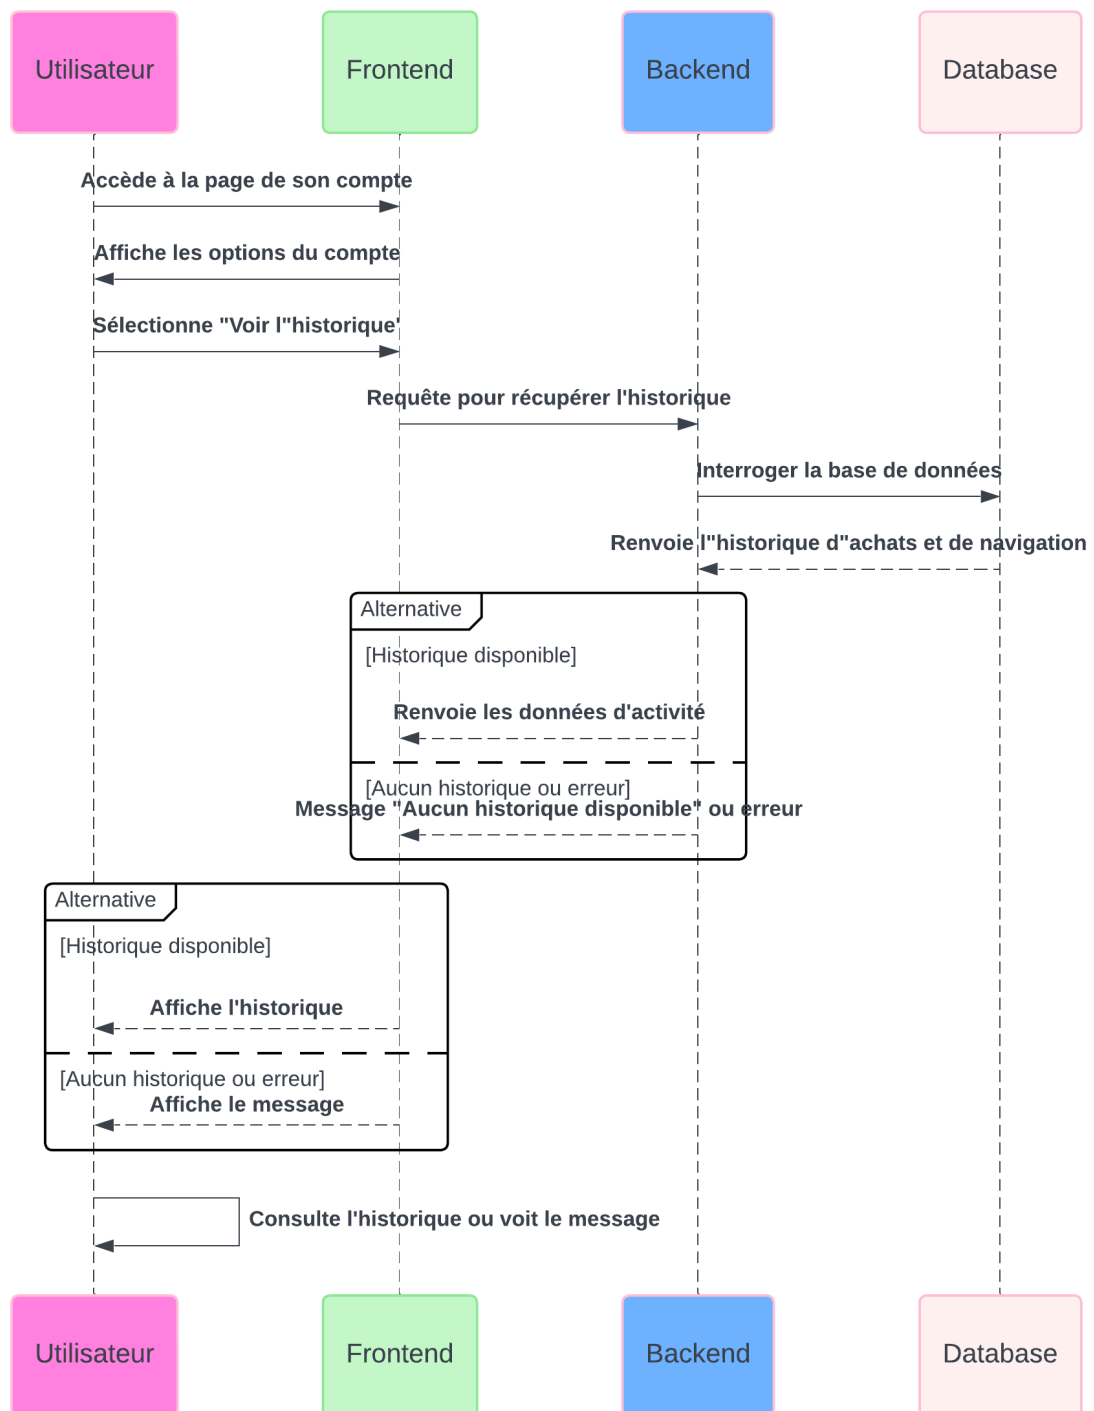 Utilisateur
Frontend
Backend
Database
Accède à la page de son compte
Affiche les options du compte
Sélectionne "Voir l"historique'
Requête pour récupérer l'historique
Interroger la base de données
Renvoie l"historique d"achats et de navigation
Alternative
[Historique disponible]
Renvoie les données d'activité
[Aucun historique ou erreur]
Message "Aucun historique disponible" ou erreur
Alternative
[Historique disponible]
Affiche l'historique
[Aucun historique ou erreur]
Affiche le message
Consulte l'historique ou voit le message
Utilisateur
Frontend
Backend
Database